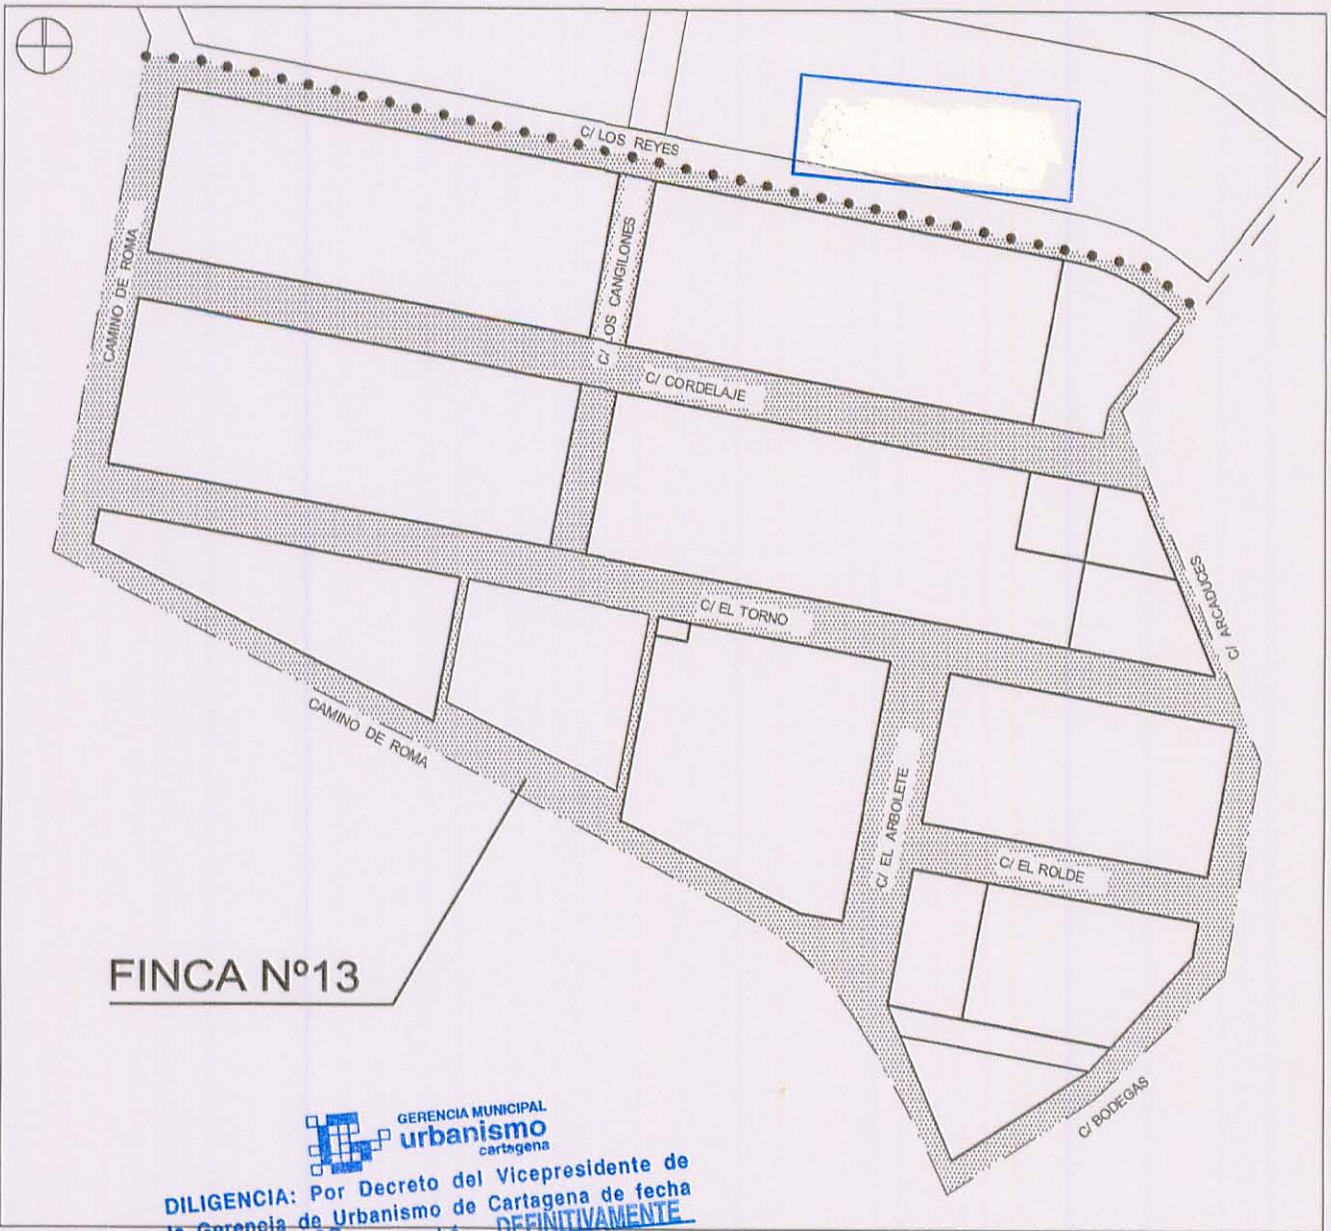 C/ LOS REYES
CAMINO DE ROMA
C/ LOS CANGILONES
C/ CORDELAJE
C/ ARCADUCES
C/ EL TORNO
CAMINO DE ROMA
C/ EL ARBOLETE
C/ EL ROLDE
FINCA Nº13
C/ BODEGAS
GERENCIA MUNICIPAL
urbanismo
cartagena
DILIGENCIA: Por Decreto del Vicepresidente de
la Gerencia de Urbanismo de Cartagena de fecha
DEFINITIVAMENTE